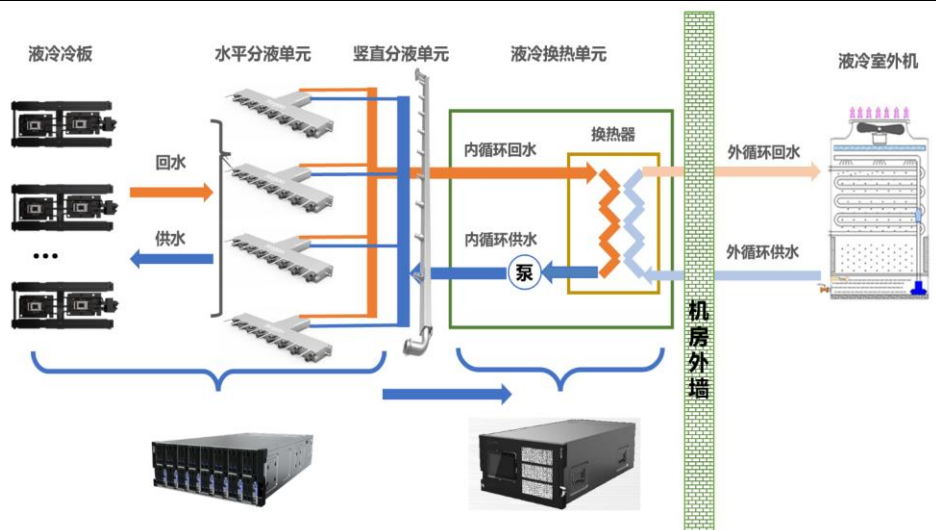 液冷冷板
水平分液单元
竖直分液单元
液冷换热单元
液冷室外机
换热器
回水
内循环回水
外循环回水
供水
内循环供水
外循环供水
•••
泵
机房外墙